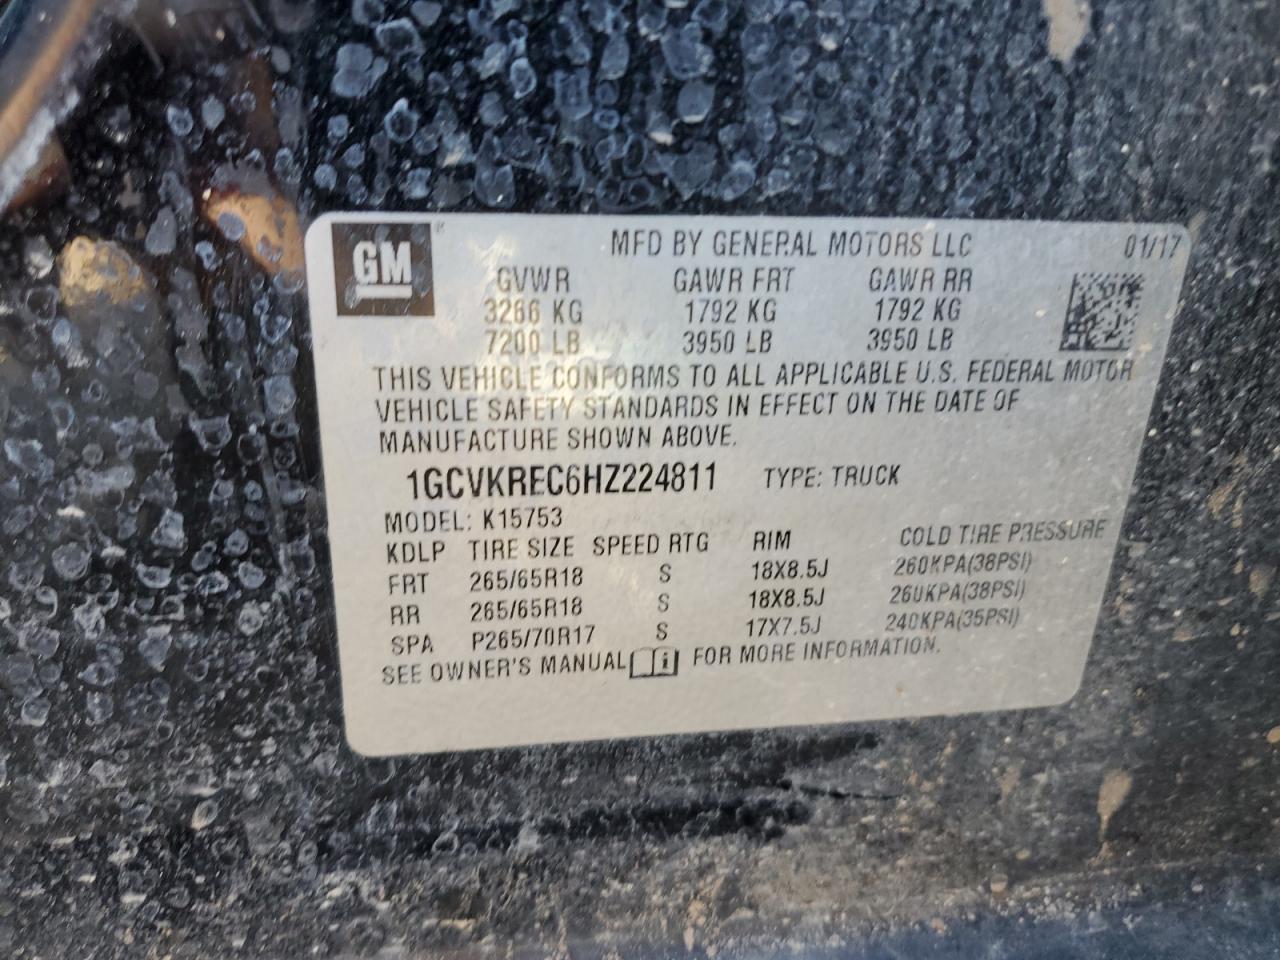 GM® MFD BY GENERAL MOTORS LLC 01/17
GVWR GAWR FRT GAWR RR
3266 KG 1792 KG 1792 KG
7200 LB 3950 LB 3950 LB
THIS VEHICLE CONFORMS TO ALL APPLICABLE U.S. FEDERAL MOTOR
VEHICLE SAFETY STANDARDS IN EFFECT ON THE DATE OF
MANUFACTURE SHOWN ABOVE.
1GCVKREC6HZ224811 TYPE: TRUCK
MODEL: K15753
KDLP TIRE SIZE SPEED RTG RIM COLD TIRE PRESSURE
FRT 265/65R18 S 18X8.5J 260KPA(38PSI)
RR 265/65R18 S 18X8.5J 260KPA(38PSI)
SPA P265/70R17 S 17X7.5J 240KPA(35PSI)
SEE OWNER'S MANUAL i FOR MORE INFORMATION.